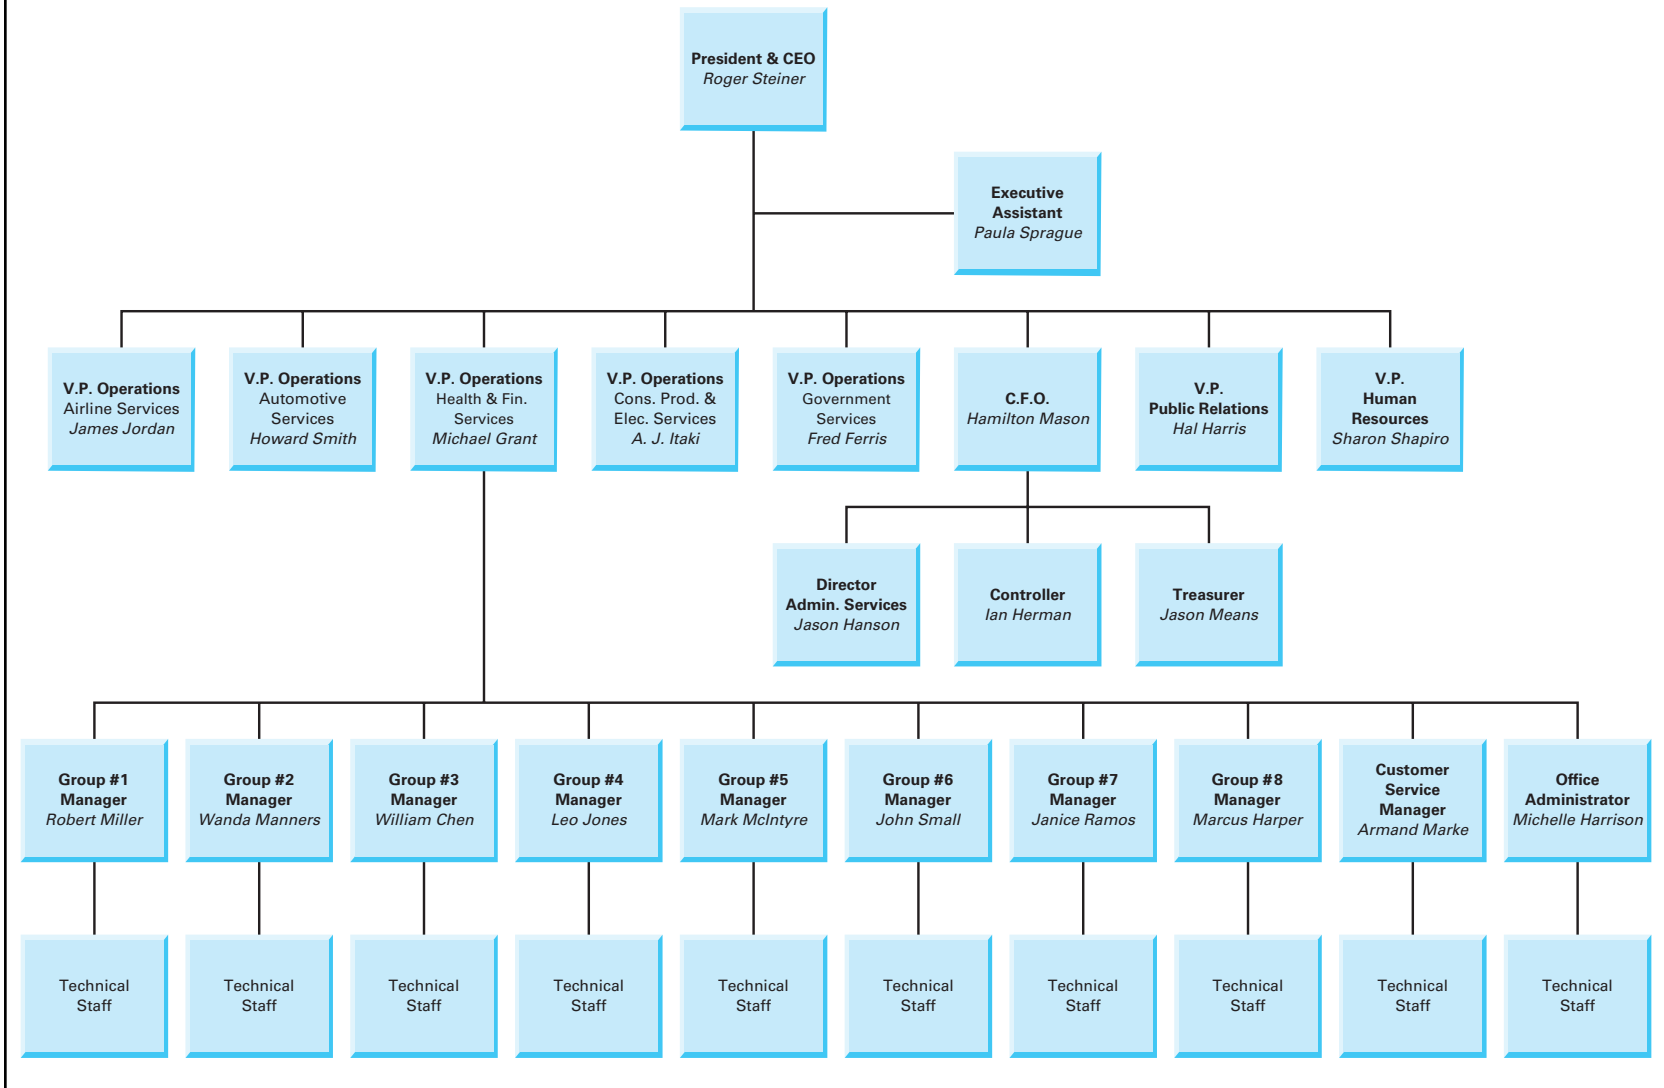 President & CEO
Roger Steiner
Executive
Assistant
Paula Sprague
V.P. Operations
Airline Services
James Jordan
V.P. Operations
Automotive
Services
Howard Smith
V.P. Operations
Health & Fin.
Services
Michael Grant
V.P. Operations
Cons. Prod. &
Elec. Services
A. J. Itaki
V.P. Operations
Government
Services
Fred Ferris
C.F.O.
Hamilton Mason
V.P.
Public Relations
Hal Harris
V.P.
Human
Resources
Sharon Shapiro
Director
Admin. Services
Jason Hanson
Controller
Ian Herman
Treasurer
Jason Means
Group #1
Manager
Robert Miller
Group #2
Manager
Wanda Manners
Group #3
Manager
William Chen
Group #4
Manager
Leo Jones
Group #5
Manager
Mark McIntyre
Group #6
Manager
John Small
Group #7
Manager
Janice Ramos
Group #8
Manager
Marcus Harper
Customer
Service
Manager
Armand Marke
Office
Administrator
Michelle Harrison
Technical
Staff
Technical
Staff
Technical
Staff
Technical
Staff
Technical
Staff
Technical
Staff
Technical
Staff
Technical
Staff
Technical
Staff
Technical
Staff